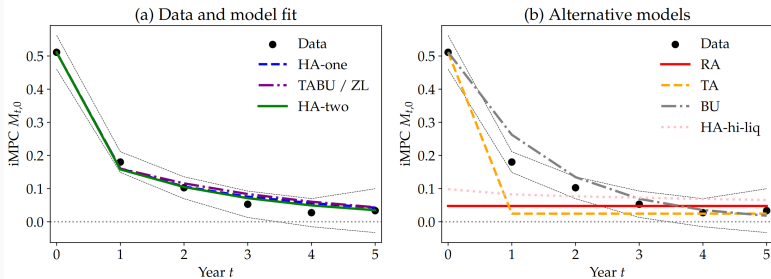 (a) Data and model fit
iMPC M_{t,0}
0.5
0.4
0.3
0.2
0.1
0.0
Data
HA-one
TABU / ZL
HA-two
0 1 2 3 4 5
Year t
(b) Alternative models
iMPC M_{t,0}
0.5
0.4
0.3
0.2
0.1
0.0
Data
RA
TA
BU
HA-hi-liq
0 1 2 3 4 5
Year t